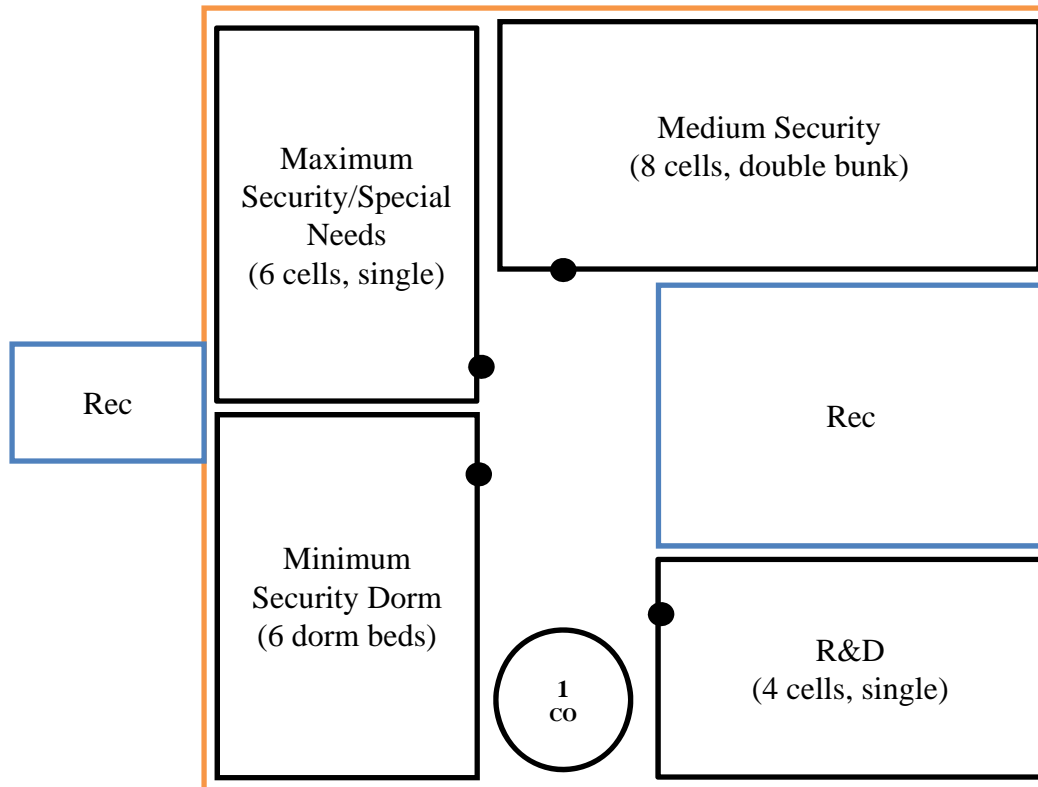 Maximum
Security/Special
Needs
(6 cells, single)
Medium Security
(8 cells, double bunk)
Rec
Rec
Minimum
Security Dorm
(6 dorm beds)
1
CO
R&D
(4 cells, single)